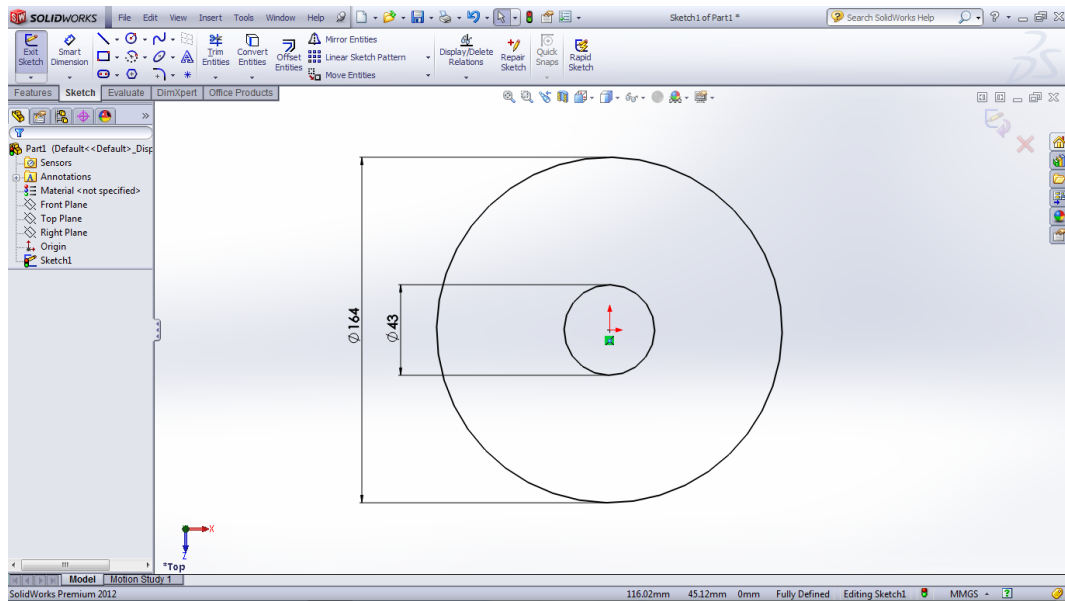 SW SOLIDWORKS File Edit View Insert Tools Window Help Sketch1 of Part1 * Search SolidWorks Help
Exit Sketch
Smart Dimension
Trim Entities
Convert Entities
Offset Entities
Mirror Entities
Linear Sketch Pattern
Move Entities
Display/Delete Relations
Repair Sketch
Quick Snaps
Rapid Sketch
Features Sketch Evaluate DimXpert Office Products
Part1 (Default<<Default>_Disp
Sensors
Annotations
Material <not specified>
Front Plane
Top Plane
Right Plane
Origin
Sketch1
∅164
∅43
X
Z
*Top
Model Motion Study 1
SolidWorks Premium 2012 116.02mm 45.12mm 0mm Fully Defined Editing Sketch1 MMGS